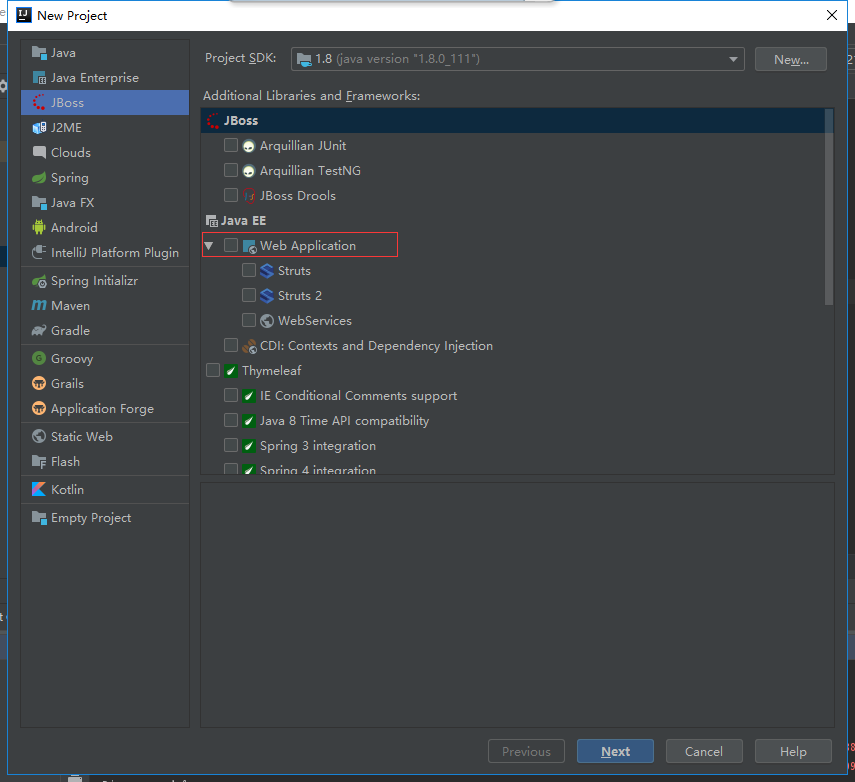 New Project
Java
Java Enterprise
JBoss
J2ME
Clouds
Spring
Java FX
Android
IntelliJ Platform Plugin
Spring Initializr
Maven
Gradle
Groovy
Grails
Application Forge
Static Web
Flash
Kotlin
Empty Project
Project SDK: 1.8 (java version "1.8.0_111") New...
Additional Libraries and Frameworks:
JBoss
Arquillian JUnit
Arquillian TestNG
JBoss Drools
Java EE
Web Application
Struts
Struts 2
WebServices
CDI: Contexts and Dependency Injection
Thymeleaf
IE Conditional Comments support
Java 8 Time API compatibility
Spring 3 integration
Spring 4 integration
Previous Next Cancel Help